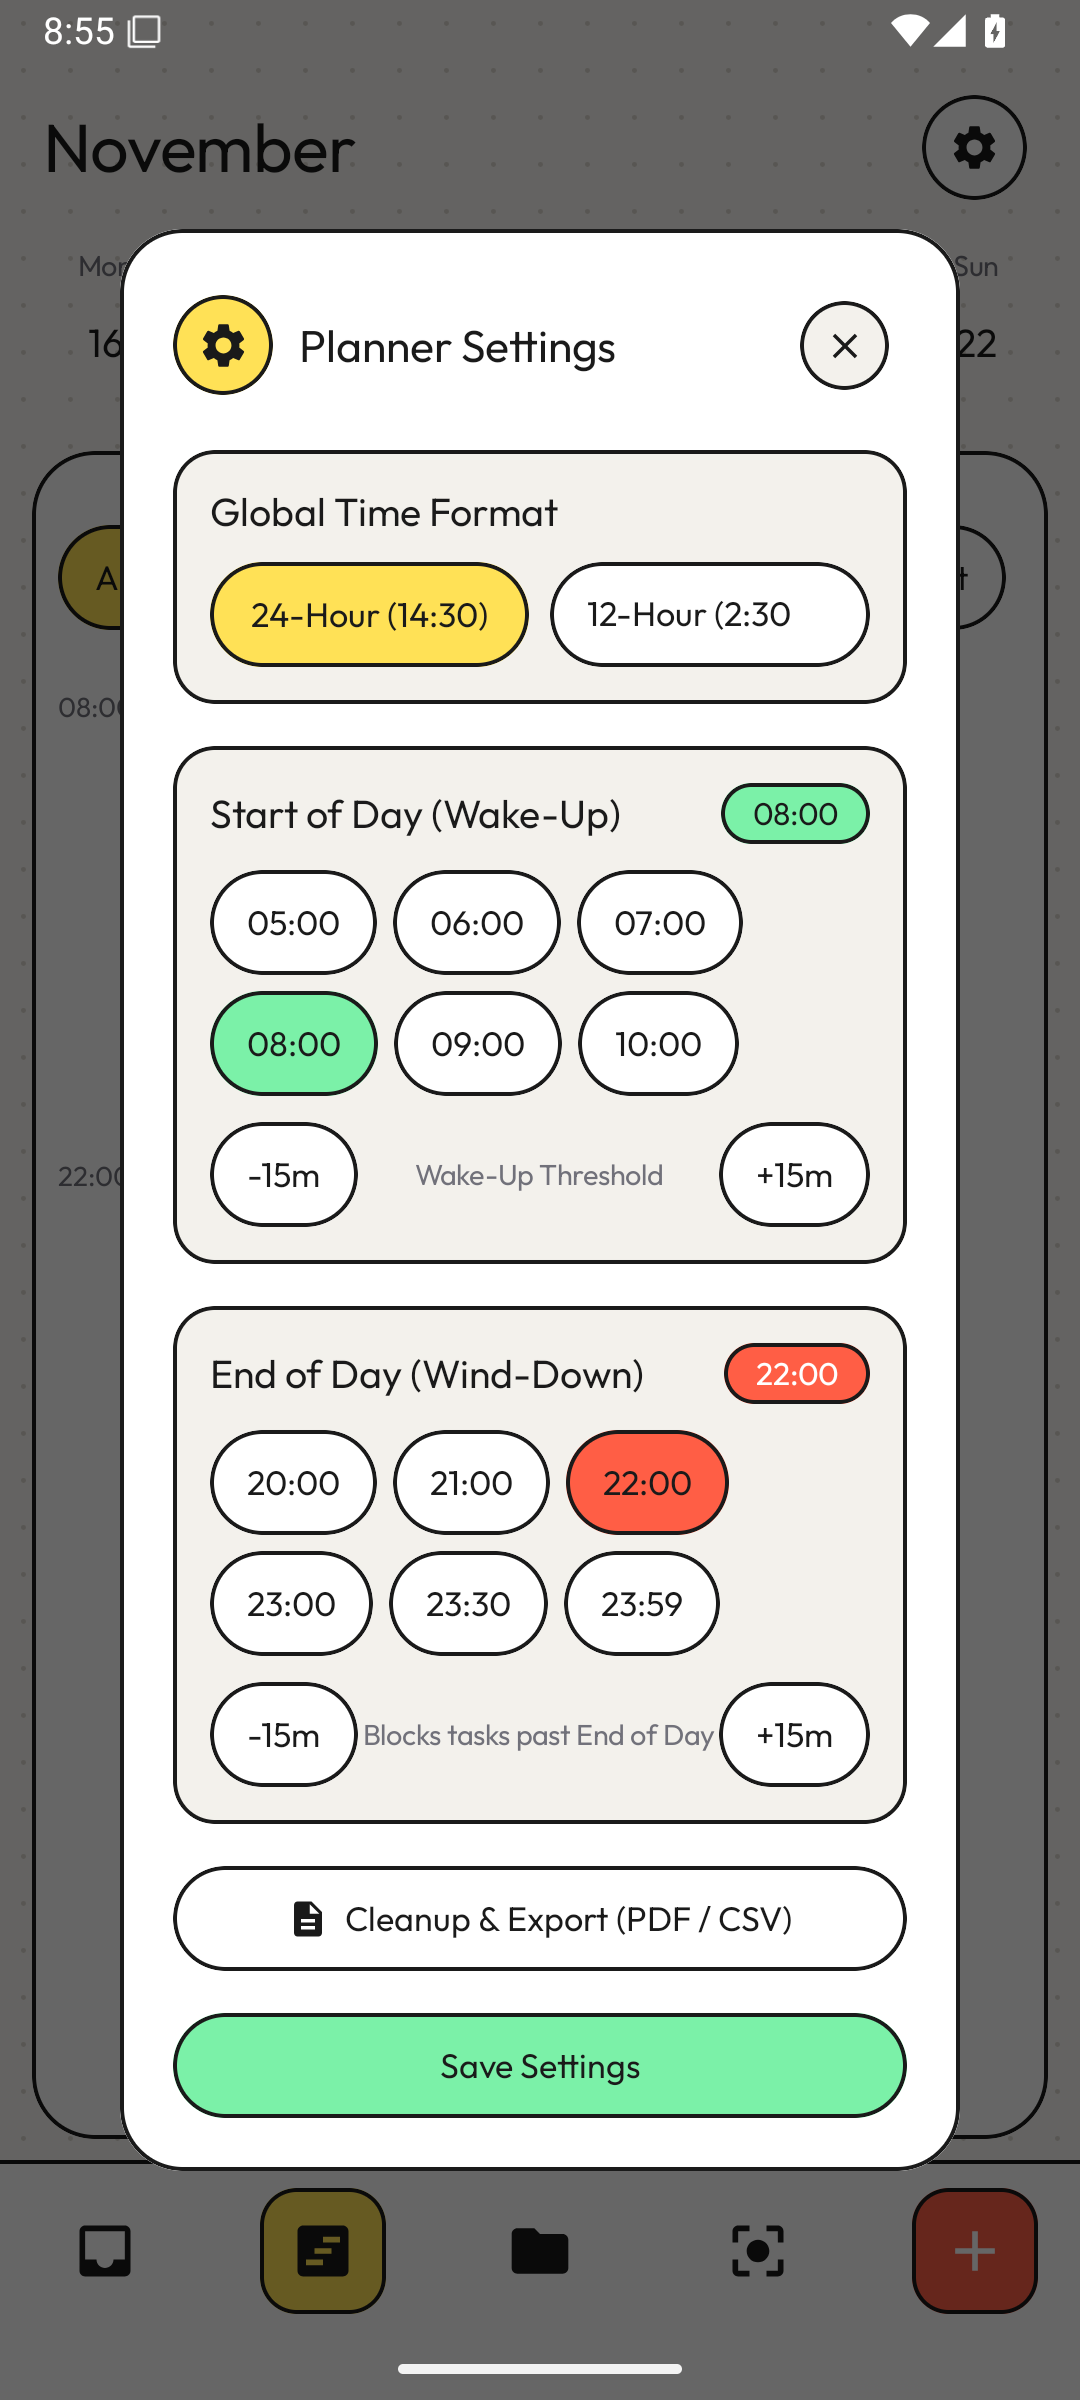 8:55
November
Mon
Sun
16
22
Planner Settings
Global Time Format
24-Hour (14:30)
12-Hour (2:30
08:00
Start of Day (Wake-Up)
08:00
05:00
06:00
07:00
08:00
09:00
10:00
-15m
Wake-Up Threshold
+15m
22:00
End of Day (Wind-Down)
22:00
20:00
21:00
22:00
23:00
23:30
23:59
-15m
Blocks tasks past End of Day
+15m
Cleanup & Export (PDF / CSV)
Save Settings